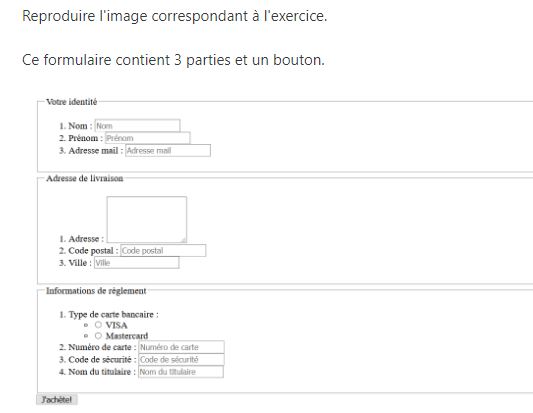 Reproduire l'image correspondant à l'exercice.
Ce formulaire contient 3 parties et un bouton.
Votre identité
1. Nom : Nom
2. Prénom : Prénom
3. Adresse mail : Adresse mail
Adresse de livraison
1. Adresse :
2. Code postal : Code postal
3. Ville : Ville
Informations de règlement
1. Type de carte bancaire :
VISA
Mastercard
2. Numéro de carte : Numéro de carte
3. Code de sécurité : Code de sécurité
4. Nom du titulaire : Nom du titulaire
J'achète!